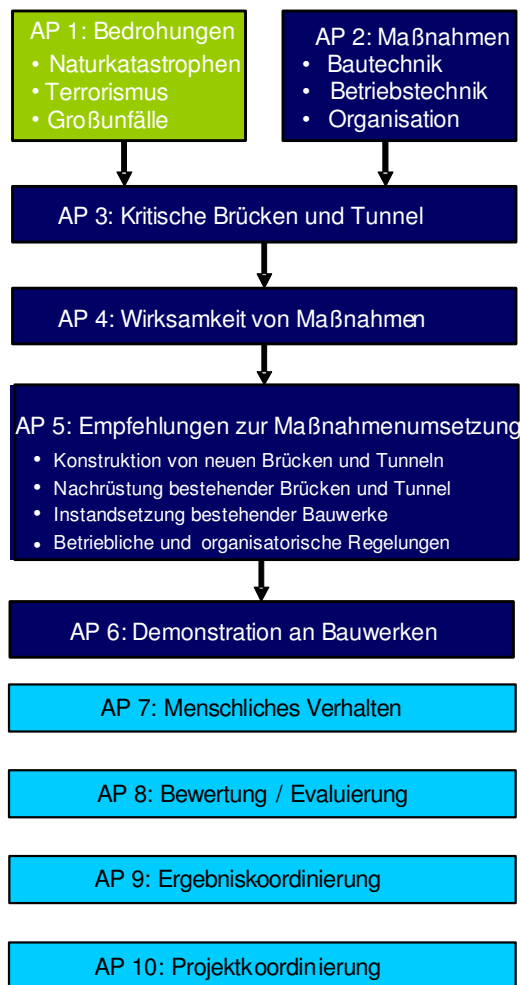 AP 1: Bedrohungen
• Naturkatastrophen
• Terrorismus
• Großunfälle
AP 2: Maßnahmen
• Bautechnik
• Betriebstechnik
• Organisation
AP 3: Kritische Brücken und Tunnel
AP 4: Wirksamkeit von Maßnahmen
AP 5: Empfehlungen zur Maßnahmenumsetzung
• Konstruktion von neuen Brücken und Tunneln
• Nachrüstung bestehender Brücken und Tunnel
• Instandsetzung bestehender Bauwerke
• Betriebliche und organisatorische Regelungen
AP 6: Demonstration an Bauwerken
AP 7: Menschliches Verhalten
AP 8: Bewertung / Evaluierung
AP 9: Ergebniskoordinierung
AP 10: Projektkoordinierung